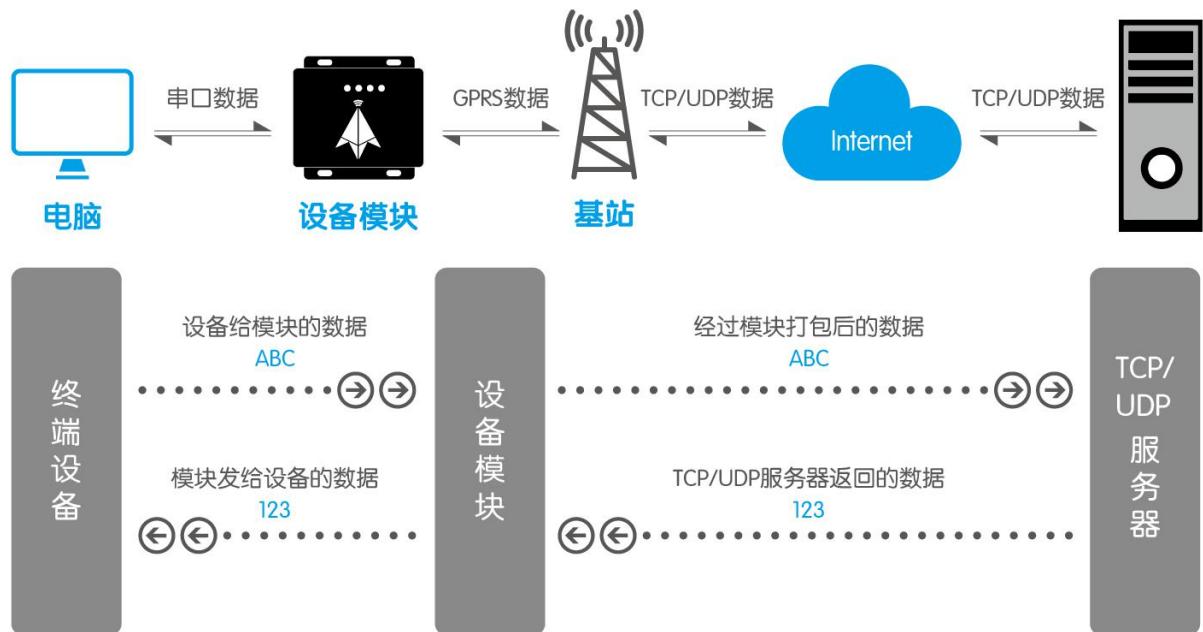 串口数据
GPRS数据
TCP/UDP数据
TCP/UDP数据
Internet
电脑
设备模块
基站
终端设备
设备给模块的数据
ABC
模块发给设备的数据
123
设备模块
经过模块打包后的数据
ABC
TCP/UDP服务器返回的数据
123
TCP/
UDP
服务器